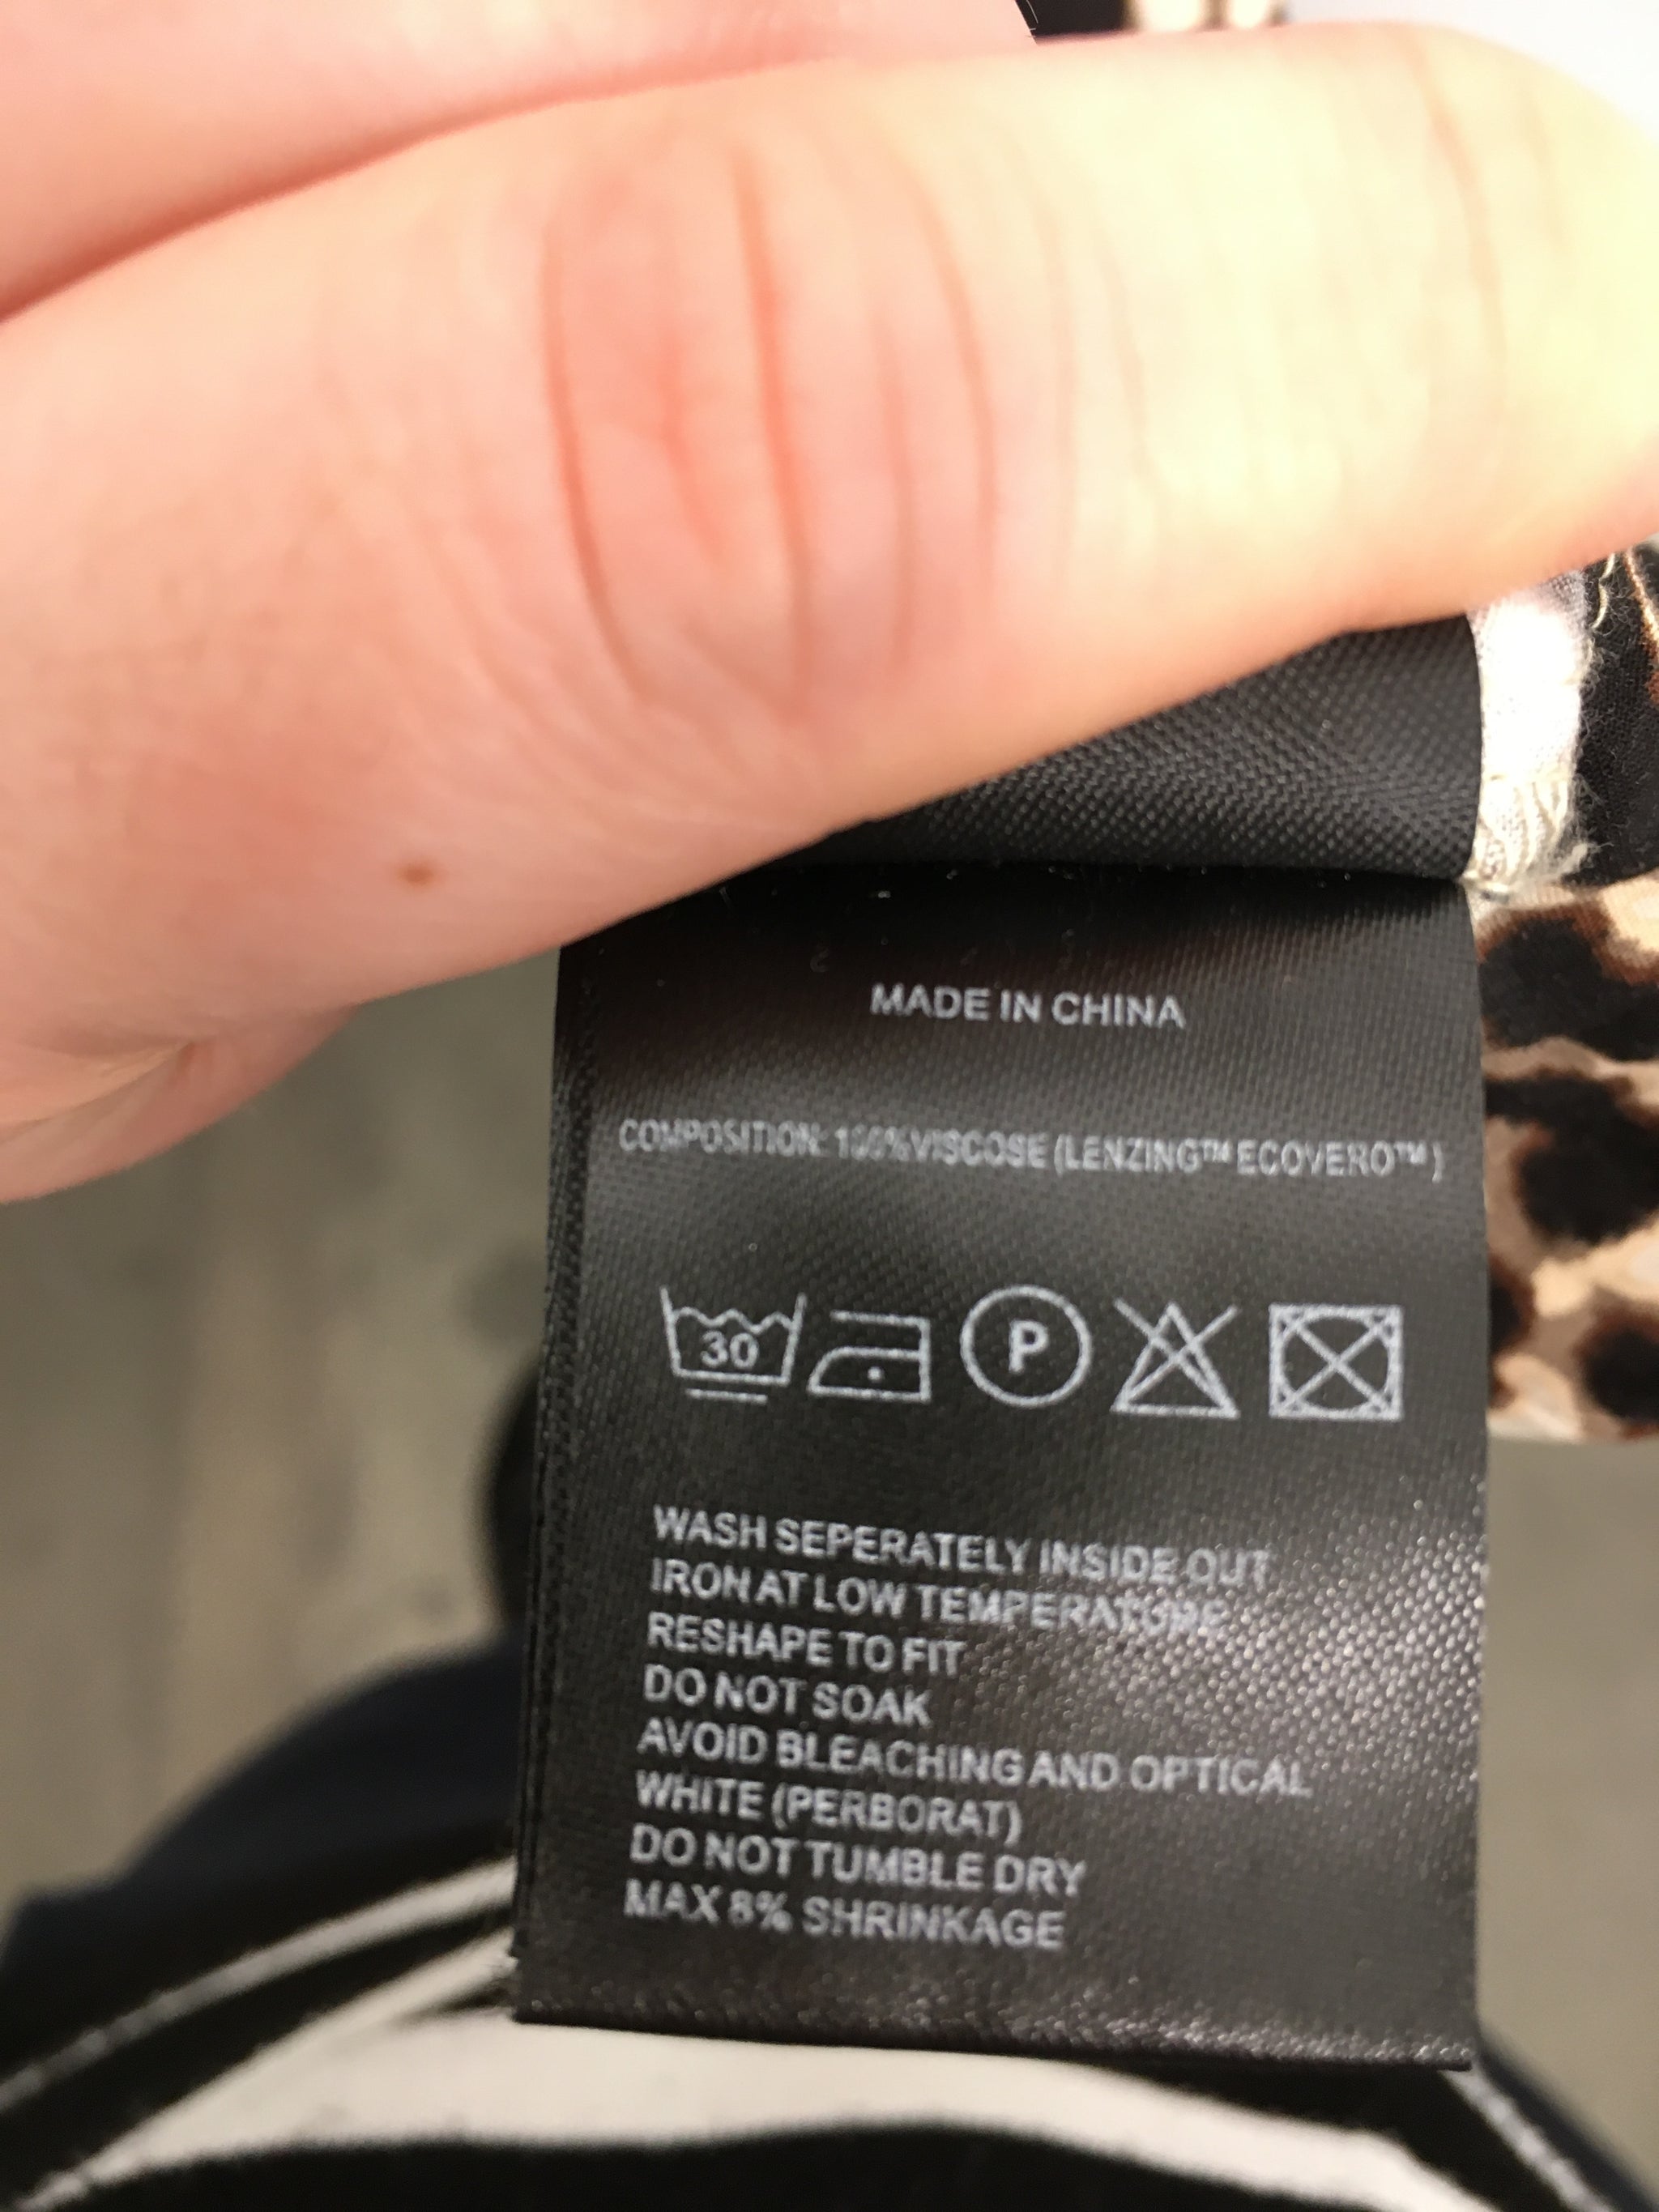 MADE IN CHINA
COMPOSITION: 100%VISCOSE (LENZING™ ECOVERO™)
30 P
WASH SEPERATELY INSIDE OUT
IRON AT LOW TEMPERATURE
RESHAPE TO FIT
DO NOT SOAK
AVOID BLEACHING AND OPTICAL
WHITE (PERBORAT)
DO NOT TUMBLE DRY
MAX 8% SHRINKAGE